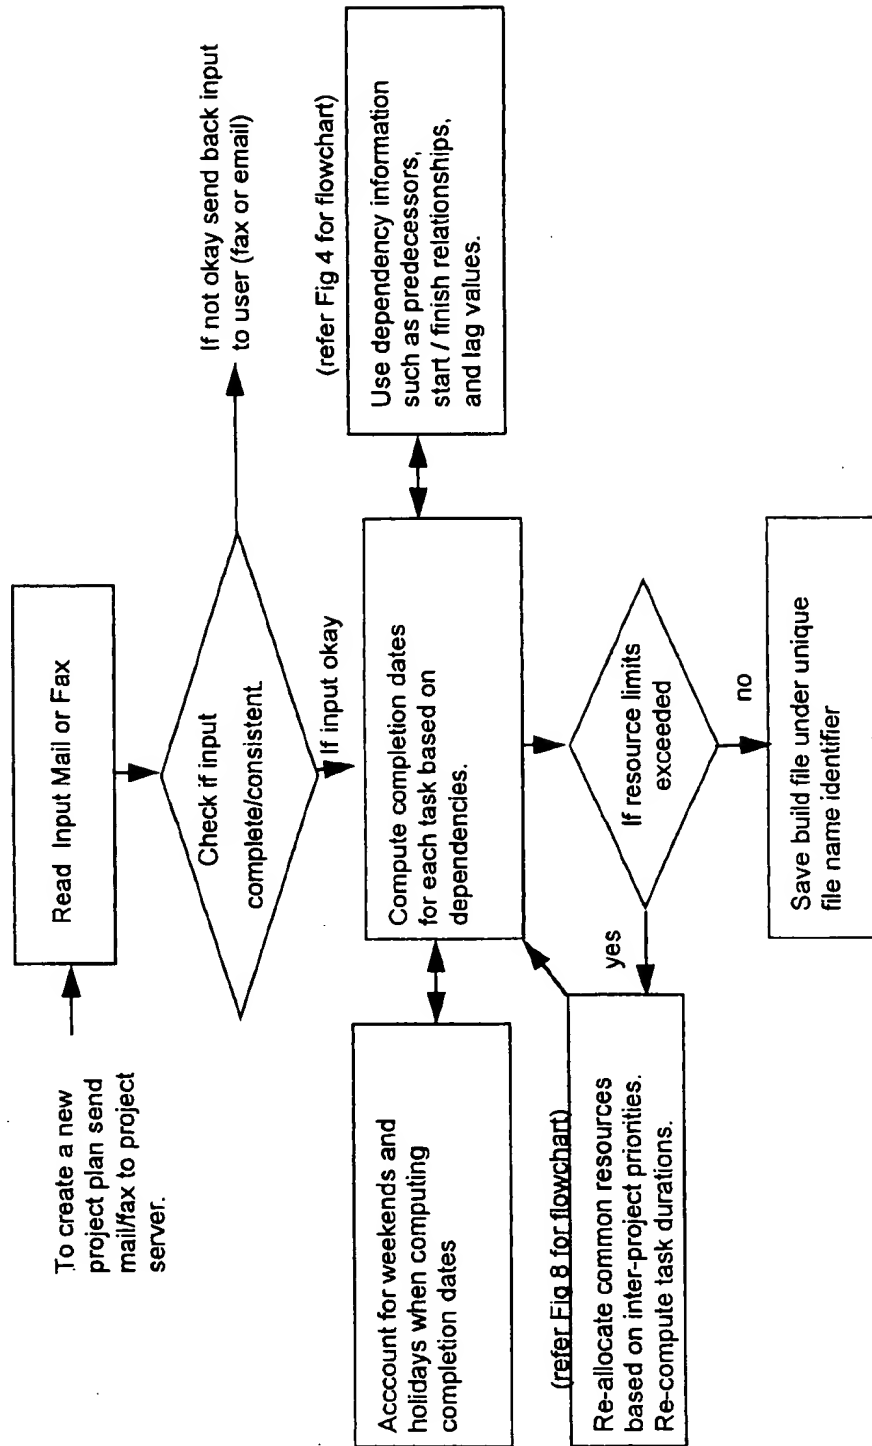 .To create a new
project plan send
mail/fax to project
server.
Read Input Mail or Fax
Check if input
complete/consistent.
If not okay send back input
to user (fax or email)
If input okay
(refer Fig 4 for flowchart)
Acccount for weekends and
holidays when computing
completion dates
Compute completion dates
for each task based on
dependencies.
Use dependency information
such as predecessors,
start / finish relationships,
and lag values.
(refer Fig 8 for flowchart)
yes
If resource limits
exceeded
Re-allocate common resources
based on inter-project priorities.
Re-compute task durations.
no
Save build file under unique
file name identifier